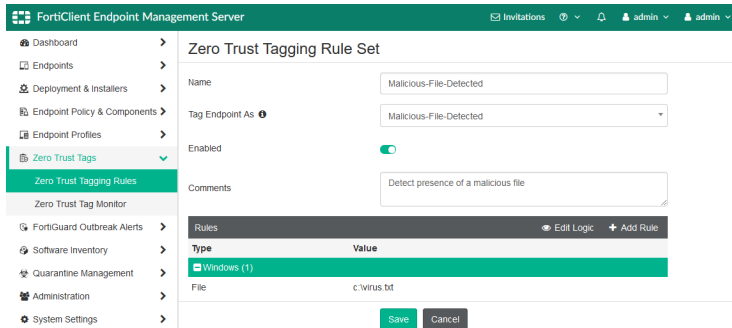 FortiClient Endpoint Management Server
Invitations admin admin
Dashboard
Endpoints
Deployment & Installers
Endpoint Policy & Components
Endpoint Profiles
Zero Trust Tags
Zero Trust Tagging Rules
Zero Trust Tag Monitor
FortiGuard Outbreak Alerts
Software Inventory
Quarantine Management
Administration
System Settings
Zero Trust Tagging Rule Set
Name Malicious-File-Detected
Tag Endpoint As Malicious-File-Detected
Enabled
Comments Detect presence of a malicious file
Rules Edit Logic + Add Rule
Type Value
Windows (1)
File c:\virus.txt
Save Cancel